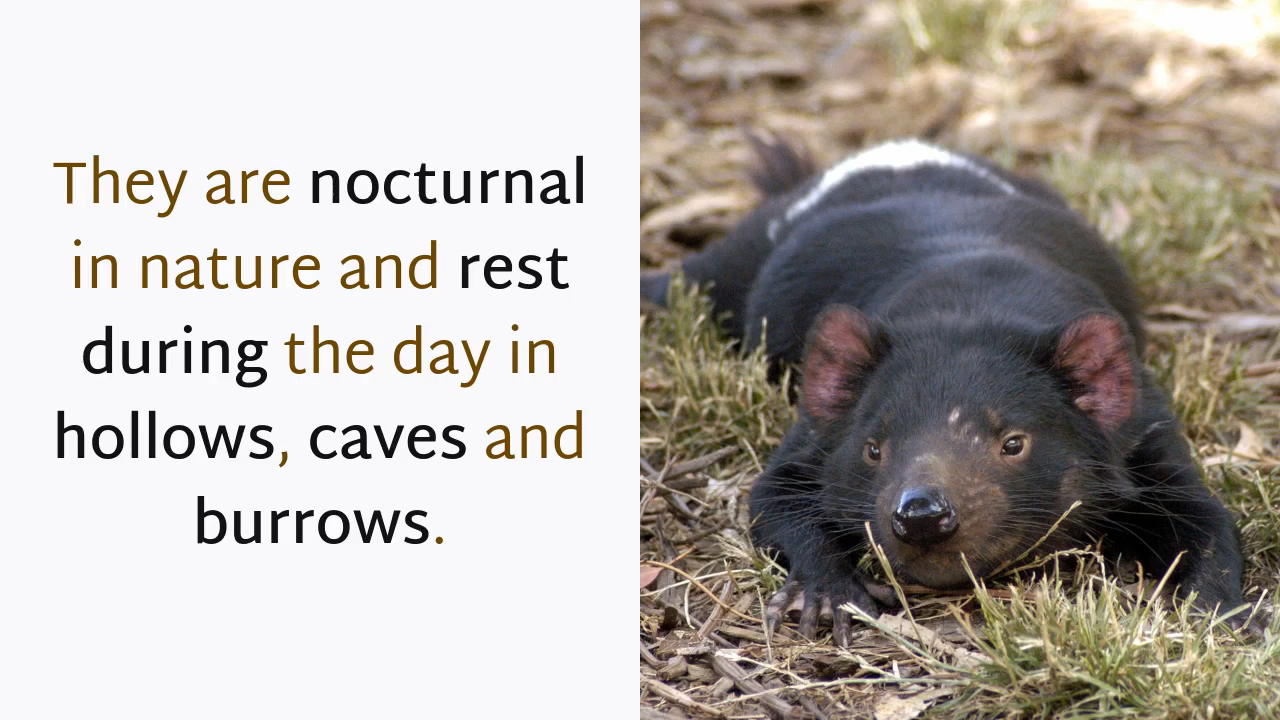 They are nocturnal
in nature and rest
during the day in
hollows, caves and
burrows.